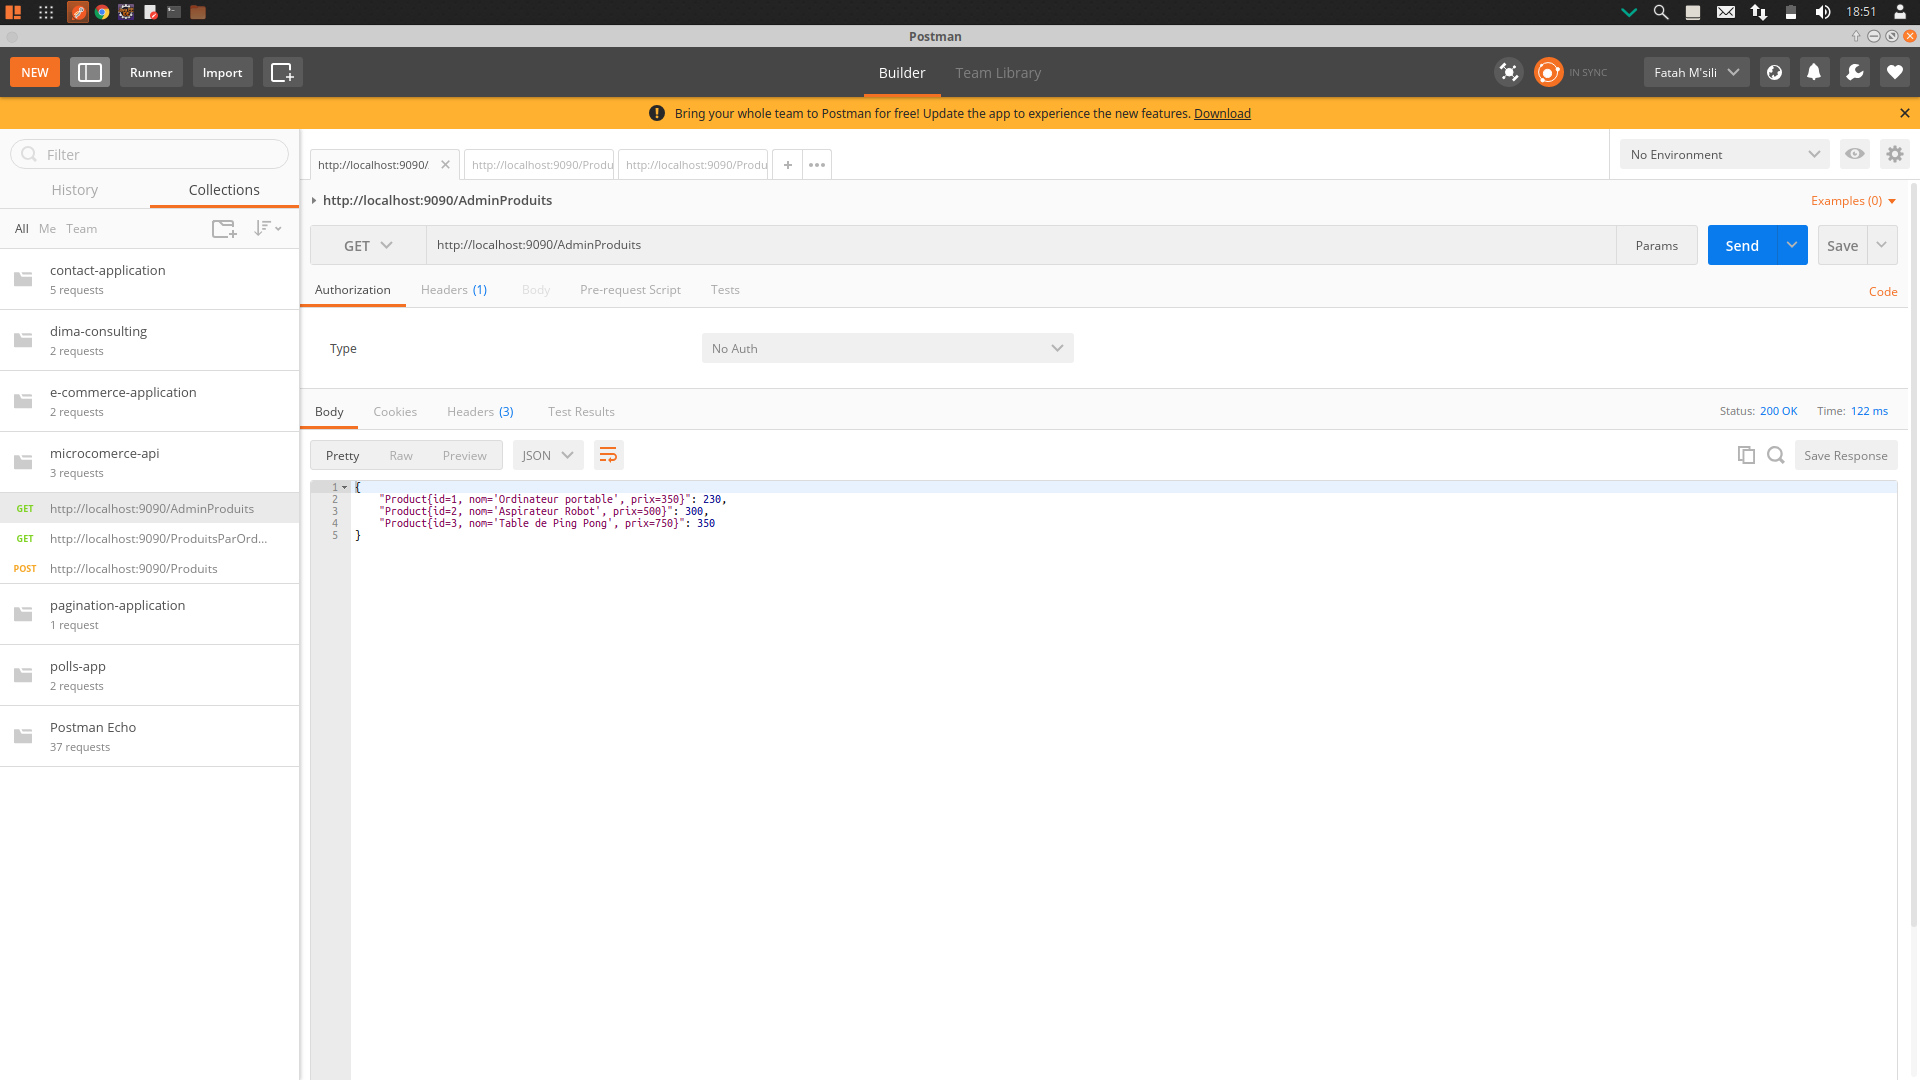 18:51
Postman
NEW
Runner
Import
Builder
Team Library
IN SYNC
Fatah M'sili
Bring your whole team to Postman for free! Update the app to experience the new features. Download
Filter
History
Collections
All Me Team
contact-application
5 requests
dima-consulting
2 requests
e-commerce-application
2 requests
microcomerce-api
3 requests
GET http://localhost:9090/AdminProduits
GET http://localhost:9090/ProduitsParOrd...
POST http://localhost:9090/Produits
pagination-application
1 request
polls-app
2 requests
Postman Echo
37 requests
http://localhost:9090/
http://localhost:9090/Produ
http://localhost:9090/Produ
No Environment
http://localhost:9090/AdminProduits
Examples (0)
GET
http://localhost:9090/AdminProduits
Params
Send
Save
Authorization
Headers (1)
Body
Pre-request Script
Tests
Code
Type
No Auth
Body
Cookies
Headers (3)
Test Results
Status: 200 OK
Time: 122 ms
Pretty
Raw
Preview
JSON
Save Response
1 {
2 "Product{id=1, nom='Ordinateur portable', prix=350}": 230,
3 "Product{id=2, nom='Aspirateur Robot', prix=500}": 300,
4 "Product{id=3, nom='Table de Ping Pong', prix=750}": 350
5 }